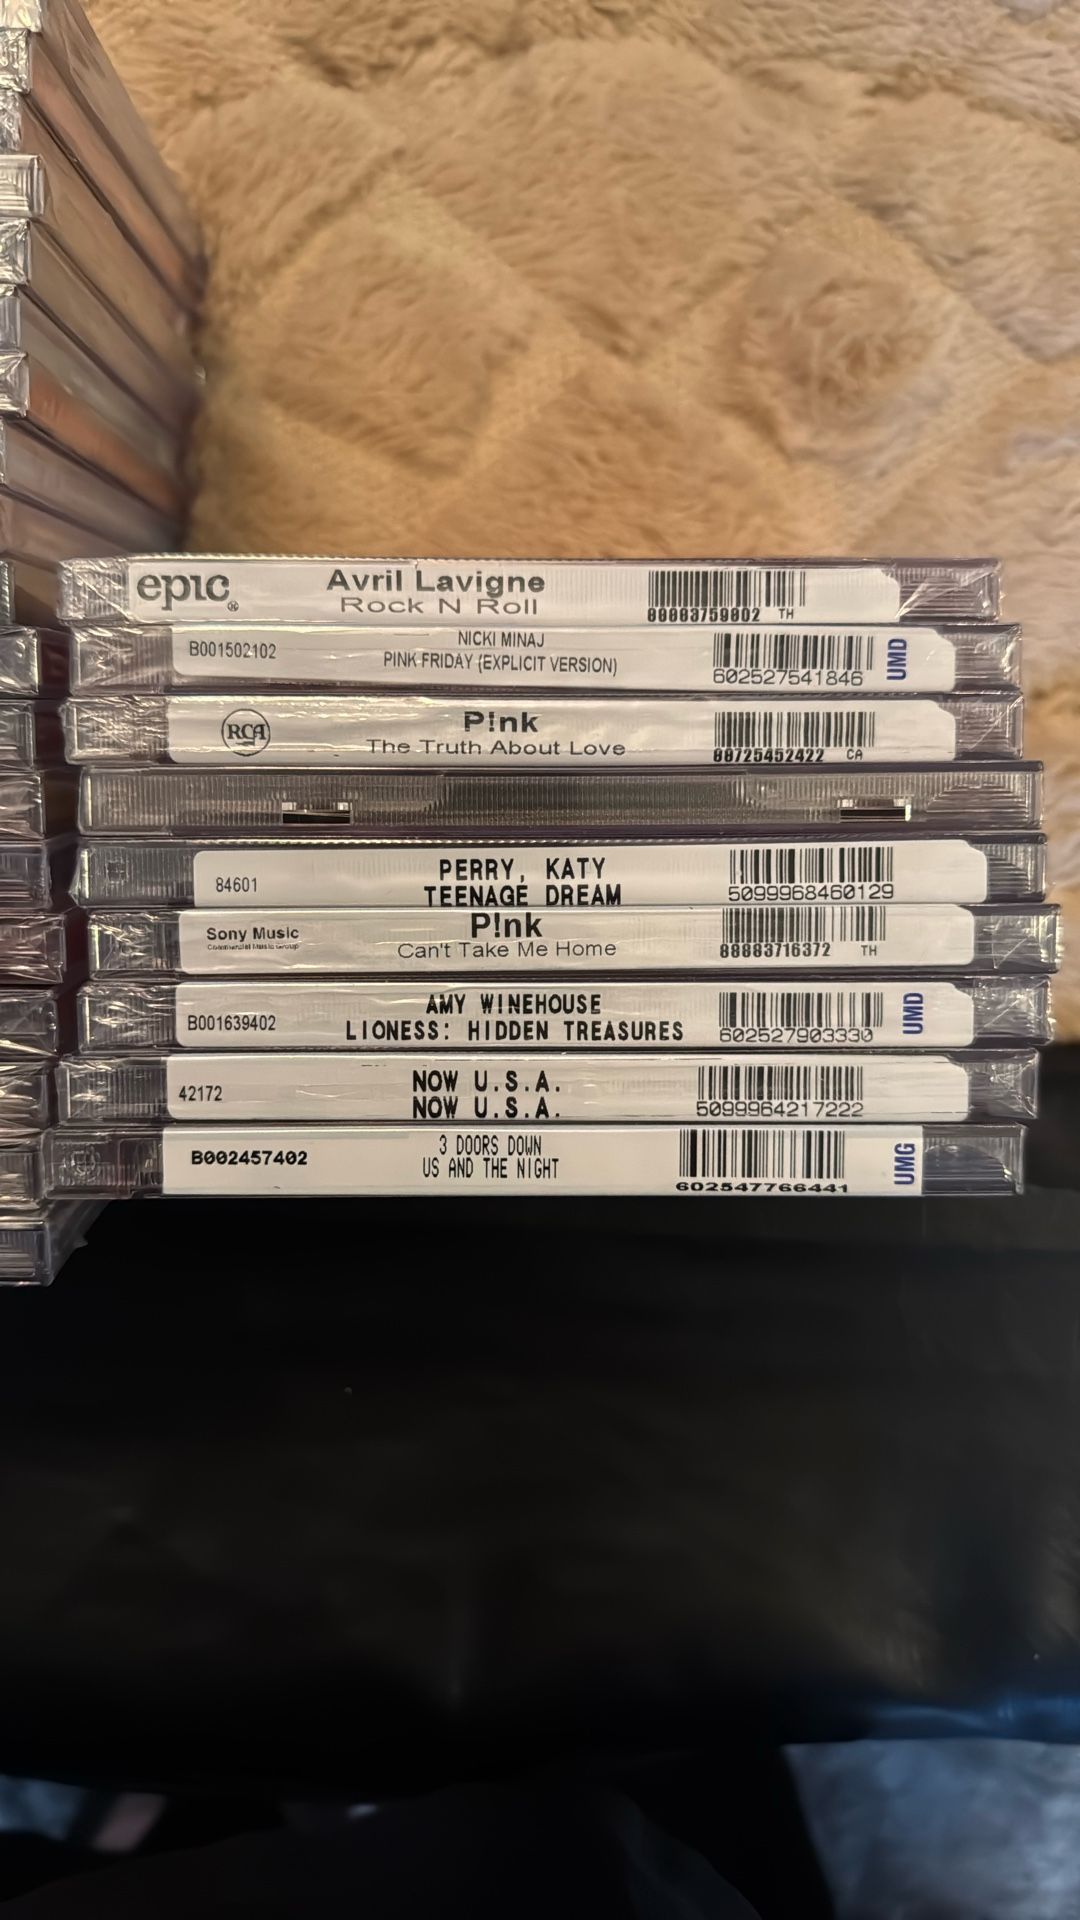 epic®
Avril Lavigne
Rock N Roll
88883759802 TH
B001502102
NICKI MINAJ
PINK FRIDAY (EXPLICIT VERSION)
602527541846
UMD
RCA
P!nk
The Truth About Love
88725452422 CA
84601
PERRY, KATY
TEENAGE DREAM
5099968460129
Sony Music
Commercial Music Group
P!nk
Can't Take Me Home
88883716372 TH
B001639402
AMY WINEHOUSE
LIONESS: HIDDEN TREASURES
602527903330
UMD
42172
NOW U.S.A.
NOW U.S.A.
5099964217222
B002457402
3 DOORS DOWN
US AND THE NIGHT
602547766441
UMG